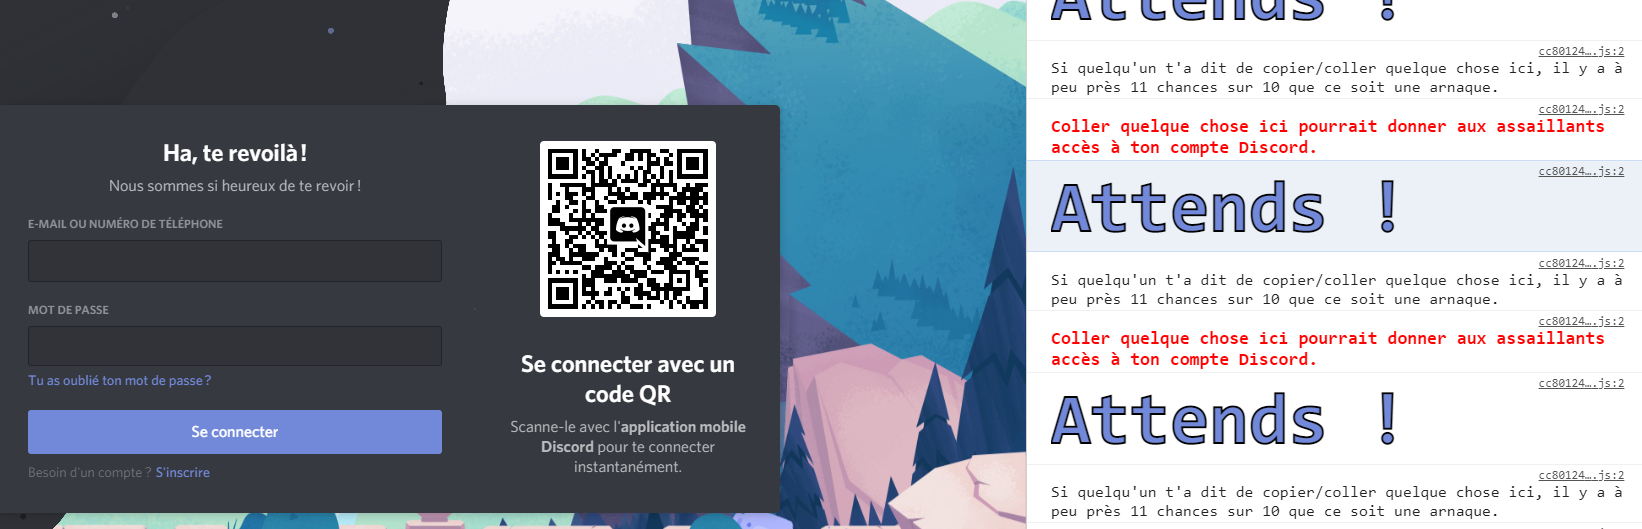 Ha, te revoilà !
Nous sommes si heureux de te revoir !
E-MAIL OU NUMÉRO DE TÉLÉPHONE
MOT DE PASSE
Tu as oublié ton mot de passe ?
Se connecter
Besoin d'un compte ? S'inscrire
Se connecter avec un
code QR
Scanne-le avec l'application mobile
Discord pour te connecter
instantanément.
Attends !
cc80124….js:2
Si quelqu'un t'a dit de copier/coller quelque chose ici, il y a à
peu près 11 chances sur 10 que ce soit une arnaque.
cc80124….js:2
Coller quelque chose ici pourrait donner aux assaillants
accès à ton compte Discord.
cc80124….js:2
Attends !
cc80124….js:2
Si quelqu'un t'a dit de copier/coller quelque chose ici, il y a à
peu près 11 chances sur 10 que ce soit une arnaque.
cc80124….js:2
Coller quelque chose ici pourrait donner aux assaillants
accès à ton compte Discord.
cc80124….js:2
Attends !
cc80124….js:2
Si quelqu'un t'a dit de copier/coller quelque chose ici, il y a à
peu près 11 chances sur 10 que ce soit une arnaque.